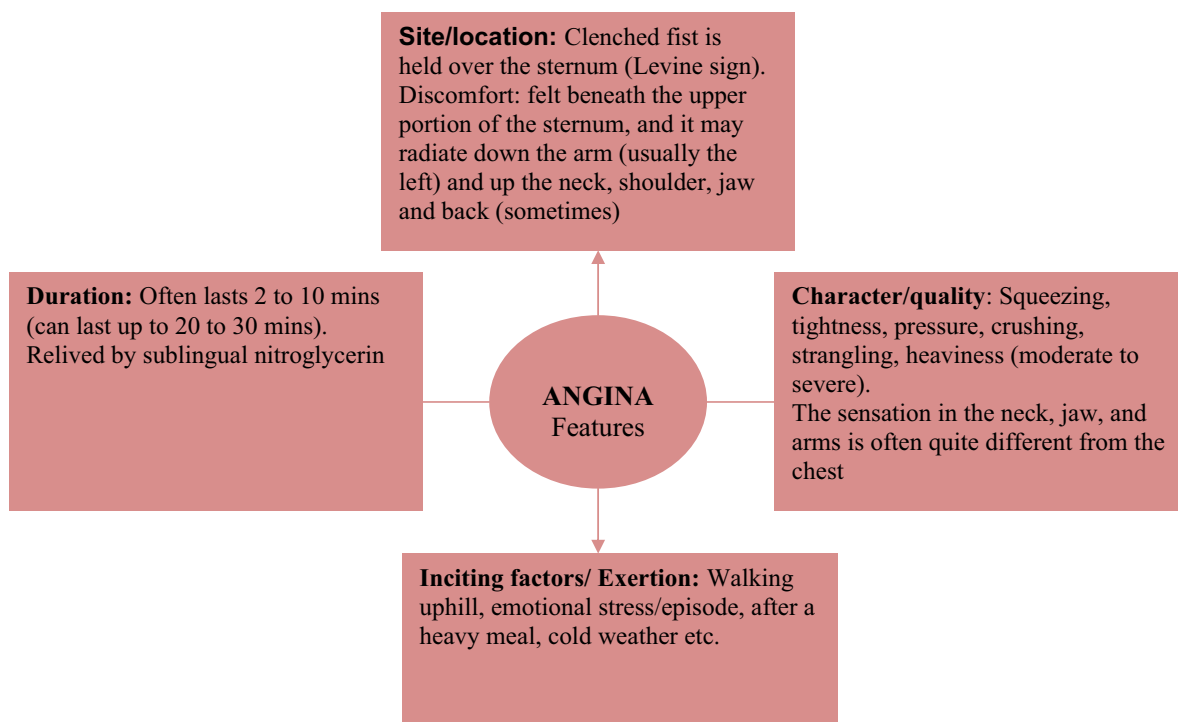 Site/location: Clenched fist is
held over the sternum (Levine sign).
Discomfort: felt beneath the upper
portion of the sternum, and it may
radiate down the arm (usually the
left) and up the neck, shoulder, jaw
and back (sometimes)
Duration: Often lasts 2 to 10 mins
(can last up to 20 to 30 mins).
Relived by sublingual nitroglycerin
ANGINA
Features
Character/quality: Squeezing,
tightness, pressure, crushing,
strangling, heaviness (moderate to
severe).
The sensation in the neck, jaw, and
arms is often quite different from the
chest
Inciting factors/ Exertion: Walking
uphill, emotional stress/episode, after a
heavy meal, cold weather etc.